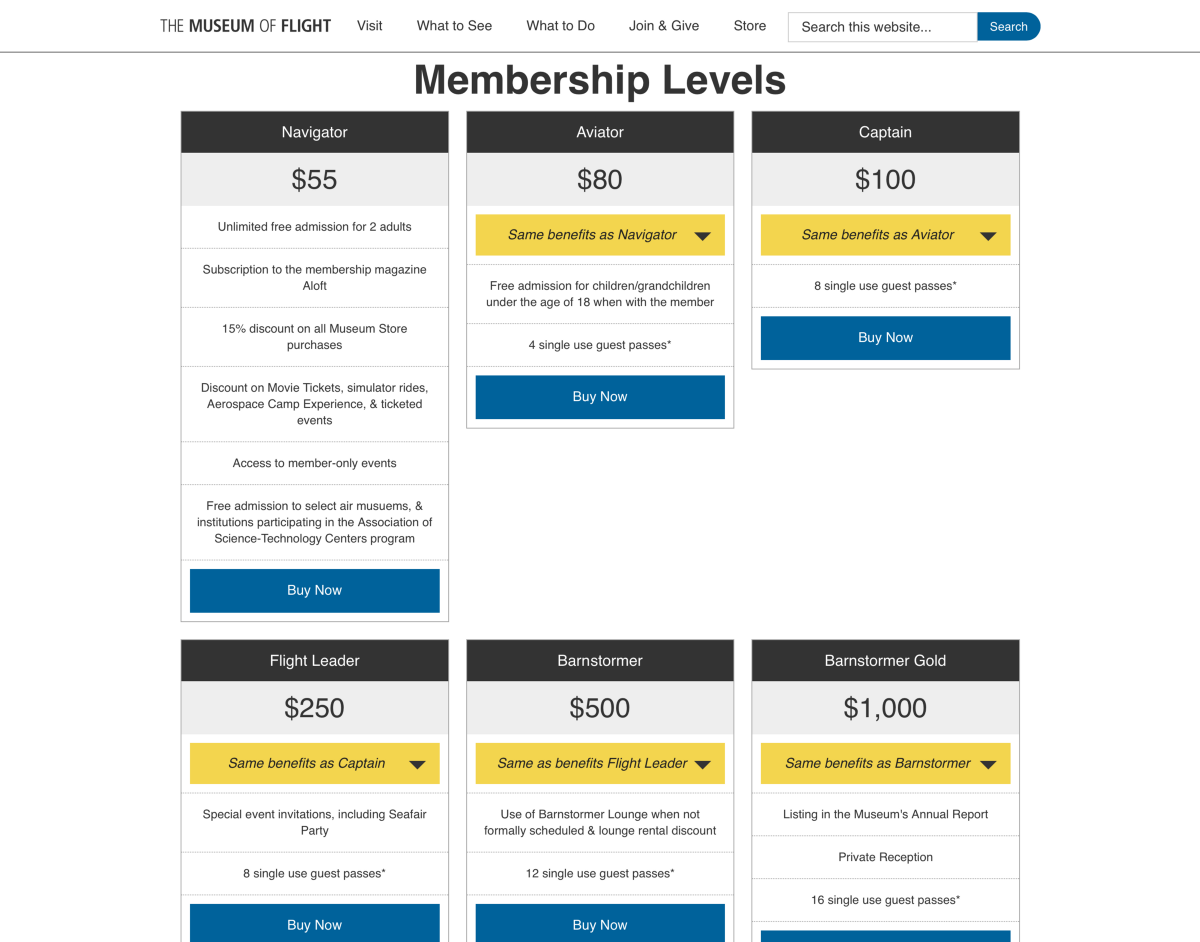 THE MUSEUM OF FLIGHT
Visit
What to See
What to Do
Join & Give
Store
Search this website...
Search
Membership Levels
Navigator
$55
Unlimited free admission for 2 adults
Subscription to the membership magazine
Aloft
15% discount on all Museum Store
purchases
Discount on Movie Tickets, simulator rides,
Aerospace Camp Experience, & ticketed
events
Access to member-only events
Free admission to select air musuems, &
institutions participating in the Association of
Science-Technology Centers program
Buy Now
Aviator
$80
Same benefits as Navigator
Free admission for children/grandchildren
under the age of 18 when with the member
4 single use guest passes*
Buy Now
Captain
$100
Same benefits as Aviator
8 single use guest passes*
Buy Now
Flight Leader
$250
Same benefits as Captain
Special event invitations, including Seafair
Party
8 single use guest passes*
Buy Now
Barnstormer
$500
Same as benefits Flight Leader
Use of Barnstormer Lounge when not
formally scheduled & lounge rental discount
12 single use guest passes*
Buy Now
Barnstormer Gold
$1,000
Same benefits as Barnstormer
Listing in the Museum's Annual Report
Private Reception
16 single use guest passes*